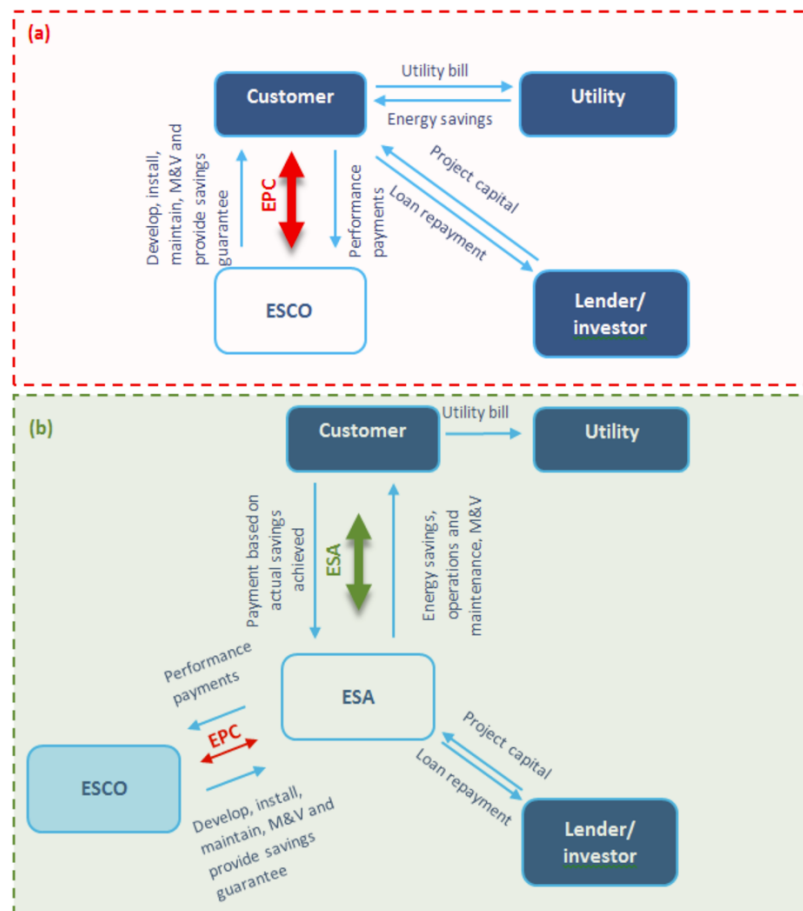 (a)
Utility bill
Customer
Utility
Energy savings
Develop, install,
maintain, M&V and
provide savings
guarantee
EPC
Performance
payments
Project capital
Loan repayment
ESCO
Lender/
investor
(b)
Customer
Utility bill
Utility
Payment based on
actual savings
achieved
ESA
Energy savings,
operations and
maintenance, M&V
Performance
payments
ESA
EPC
Project capital
Loan repayment
ESCO
Develop, install,
maintain, M&V and
provide savings
guarantee
Lender/
investor